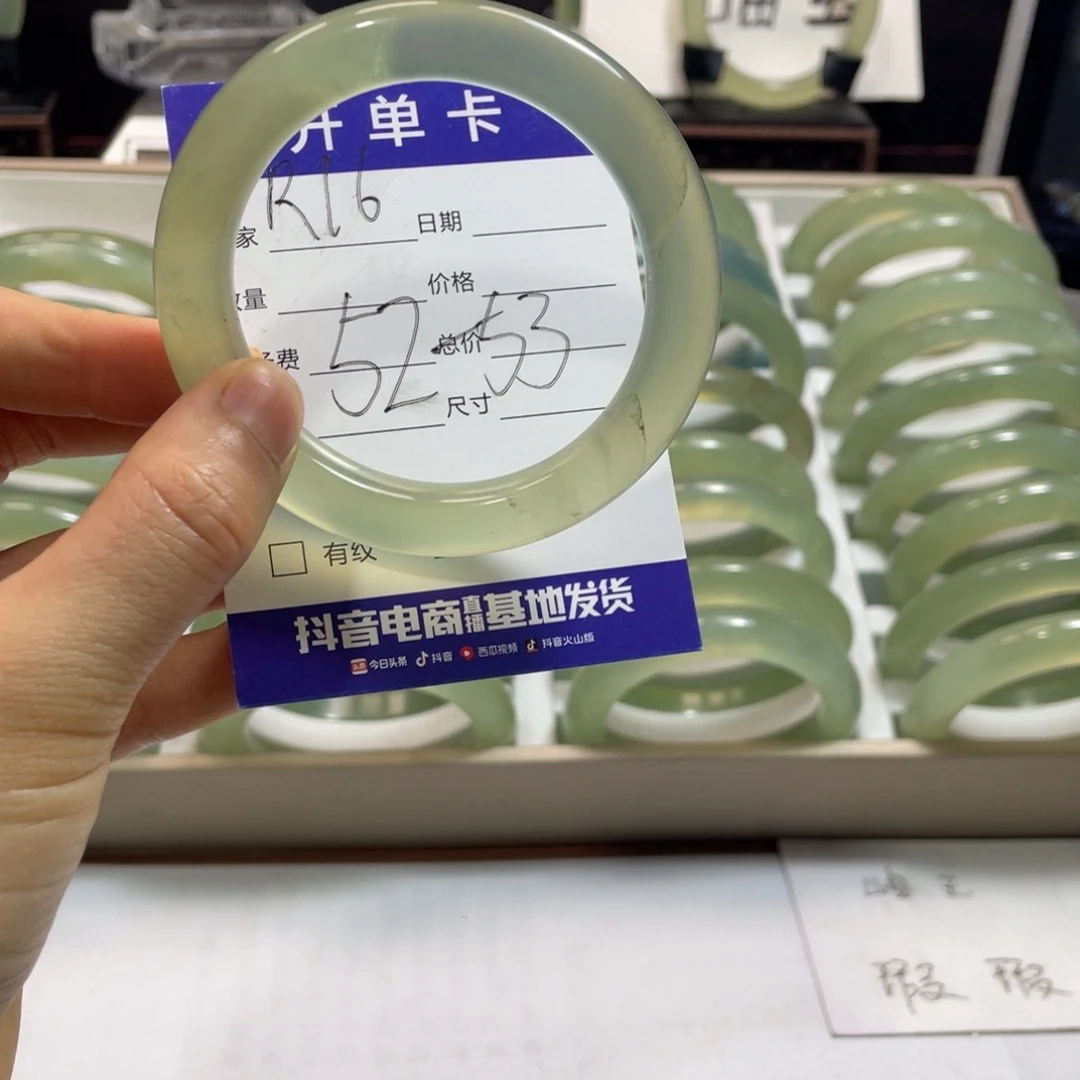 开单卡
R16
家 日期
数量 价格
52-53
费 总价
尺寸
有纹
抖音电商直播基地发货
今日头条 抖音 西瓜视频 抖音火山版
瑕 瑕